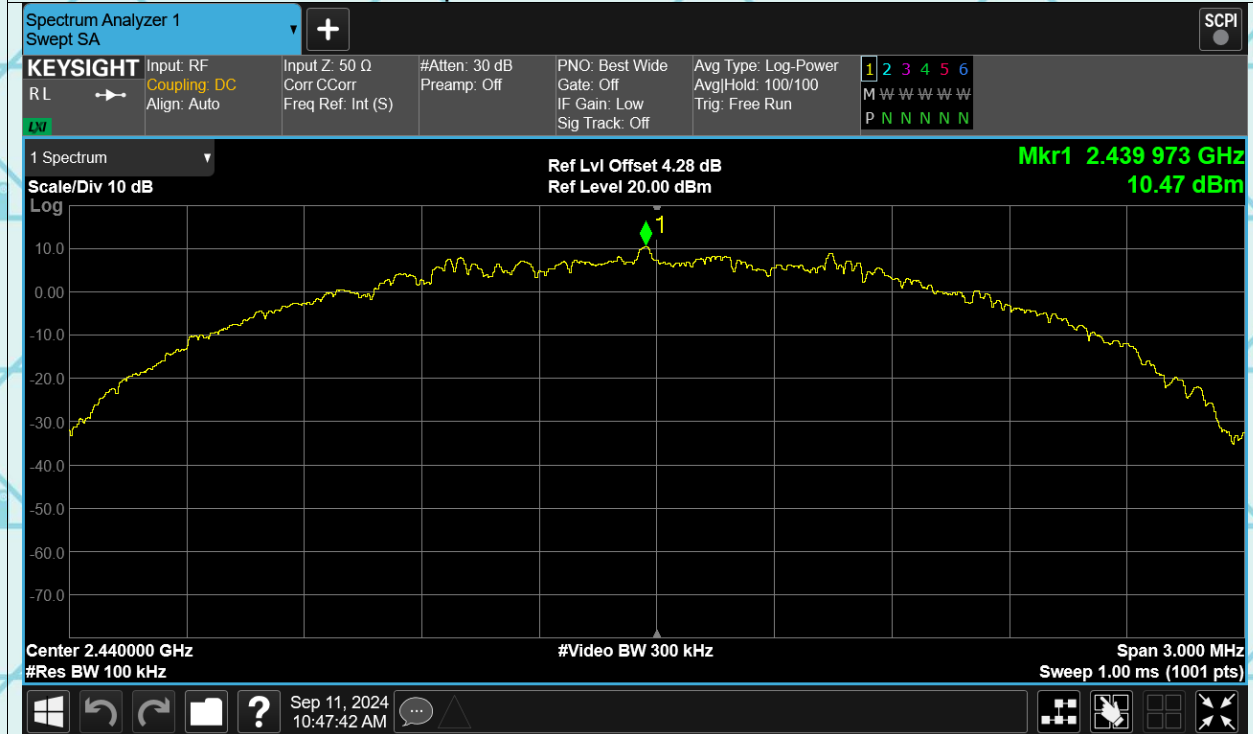 Spectrum Analyzer 1
Swept SA
+
SCPI
KEYSIGHT
RL
LXI
Input: RF
Coupling: DC
Align: Auto
Input Z: 50 Ω
Corr CCorr
Freq Ref: Int (S)
#Atten: 30 dB
Preamp: Off
PNO: Best Wide
Gate: Off
IF Gain: Low
Sig Track: Off
Avg Type: Log-Power
Avg|Hold: 100/100
Trig: Free Run
1 2 3 4 5 6
M W W W W W
P N N N N N
1 Spectrum
Scale/Div 10 dB
Log
Ref Lvl Offset 4.28 dB
Ref Level 20.00 dBm
Mkr1 2.439 973 GHz
10.47 dBm
1
10.0
0.00
-10.0
-20.0
-30.0
-40.0
-50.0
-60.0
-70.0
Center 2.440000 GHz
#Res BW 100 kHz
#Video BW 300 kHz
Span 3.000 MHz
Sweep 1.00 ms (1001 pts)
?
Sep 11, 2024
10:47:42 AM